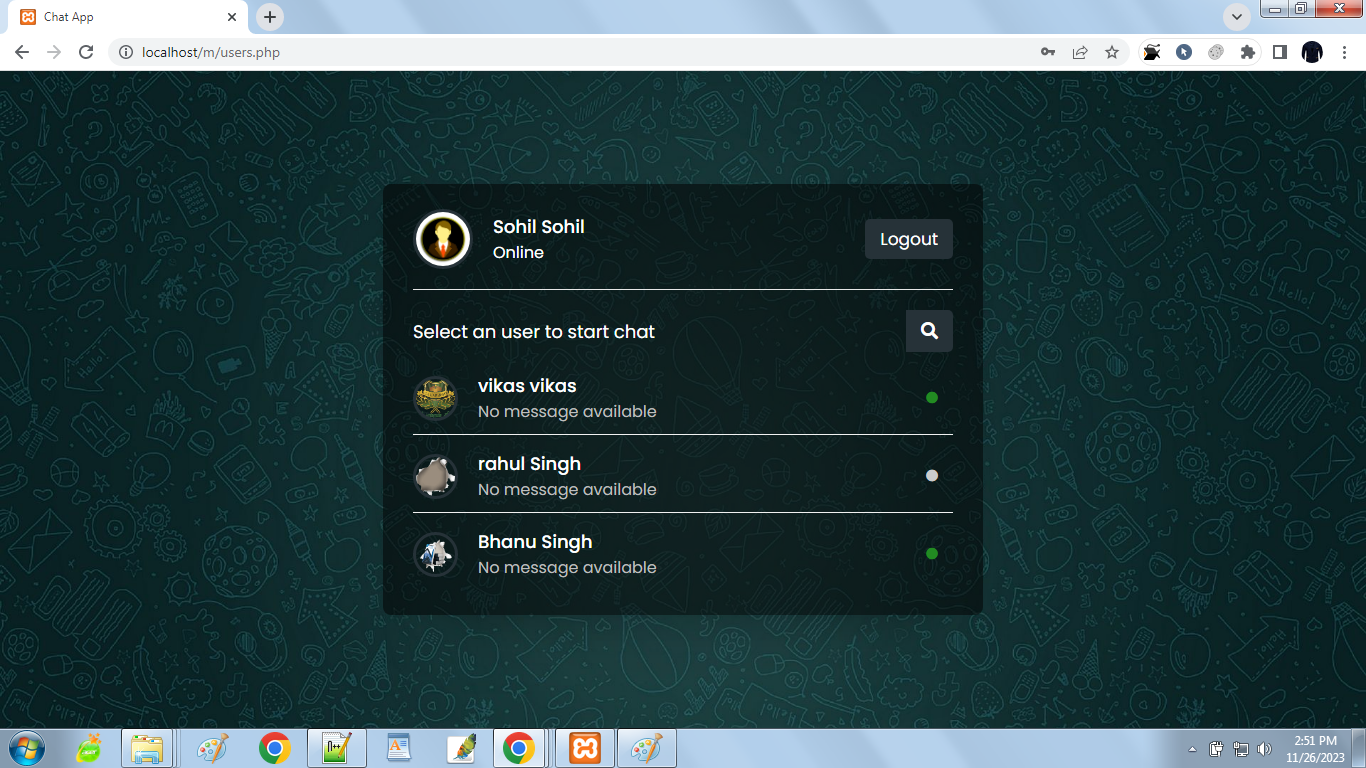 Chat App
localhost/m/users.php
Sohil Sohil
Online
Logout
Select an user to start chat
vikas vikas
No message available
rahul Singh
No message available
Bhanu Singh
No message available
2:51 PM
11/26/2023